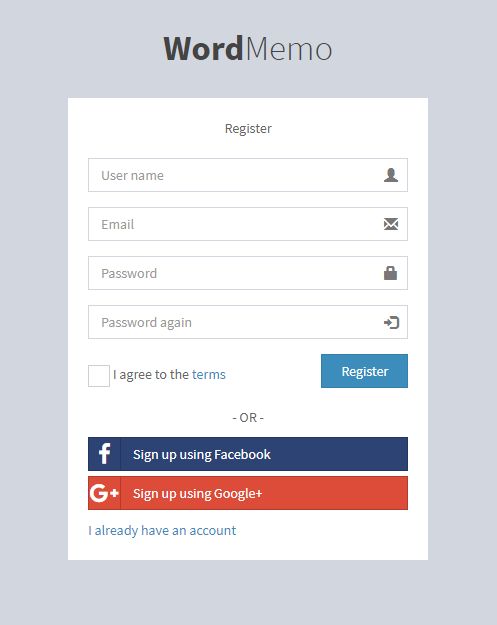 WordMemo
Register
User name
Email
Password
Password again
I agree to the terms
Register
- OR -
Sign up using Facebook
Sign up using Google+
I already have an account